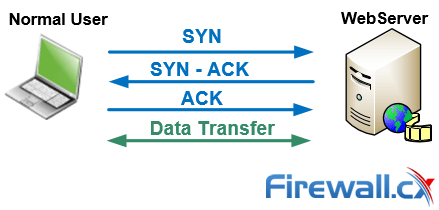 Normal User
WebServer
SYN
SYN - ACK
ACK
Data Transfer
Firewall.cx